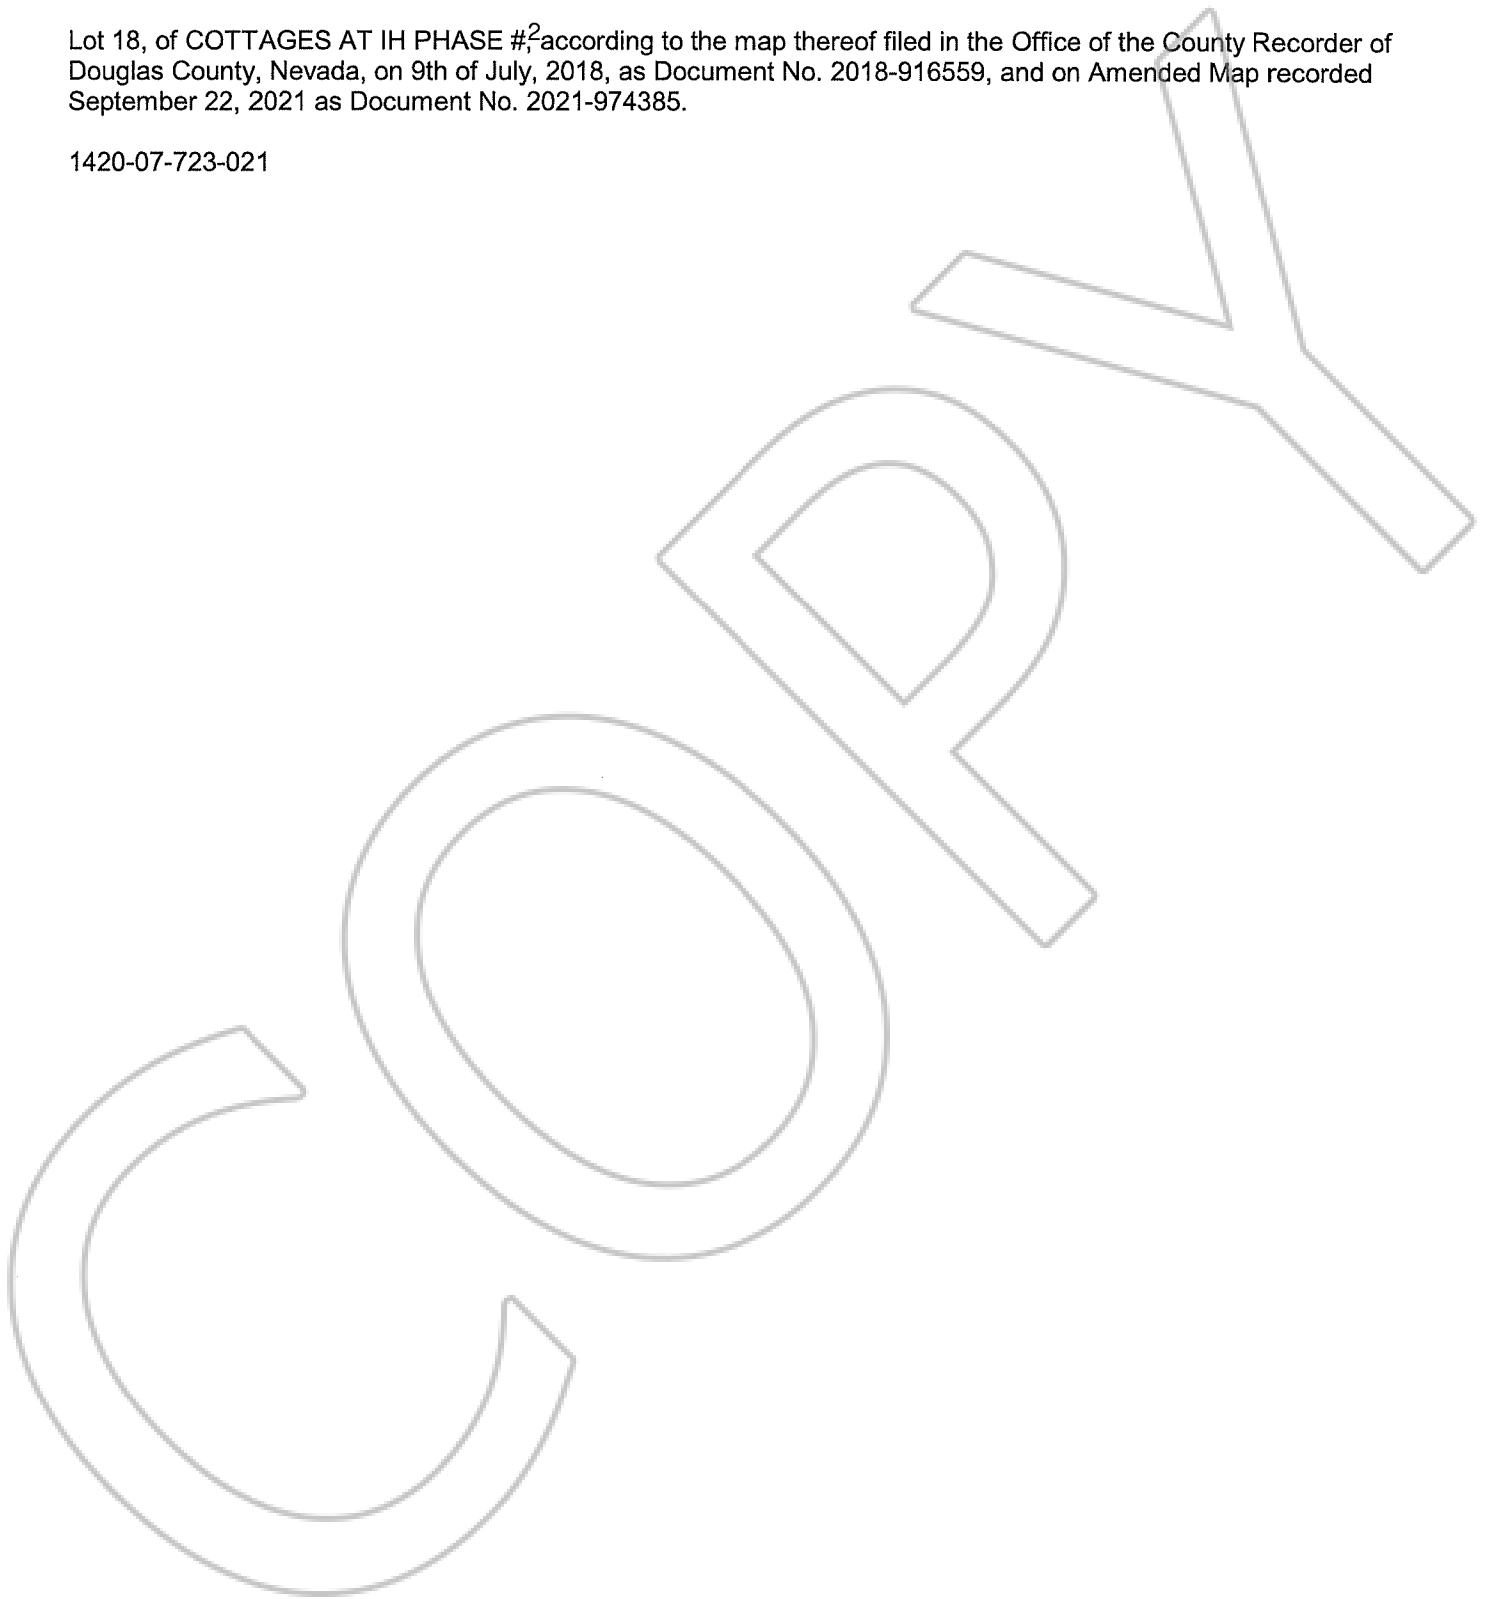 Lot 18, of COTTAGES AT IH PHASE #,2 according to the map thereof filed in the Office of the County Recorder of
Douglas County, Nevada, on 9th of July, 2018, as Document No. 2018-916559, and on Amended Map recorded
September 22, 2021 as Document No. 2021-974385.
1420-07-723-021
COPY